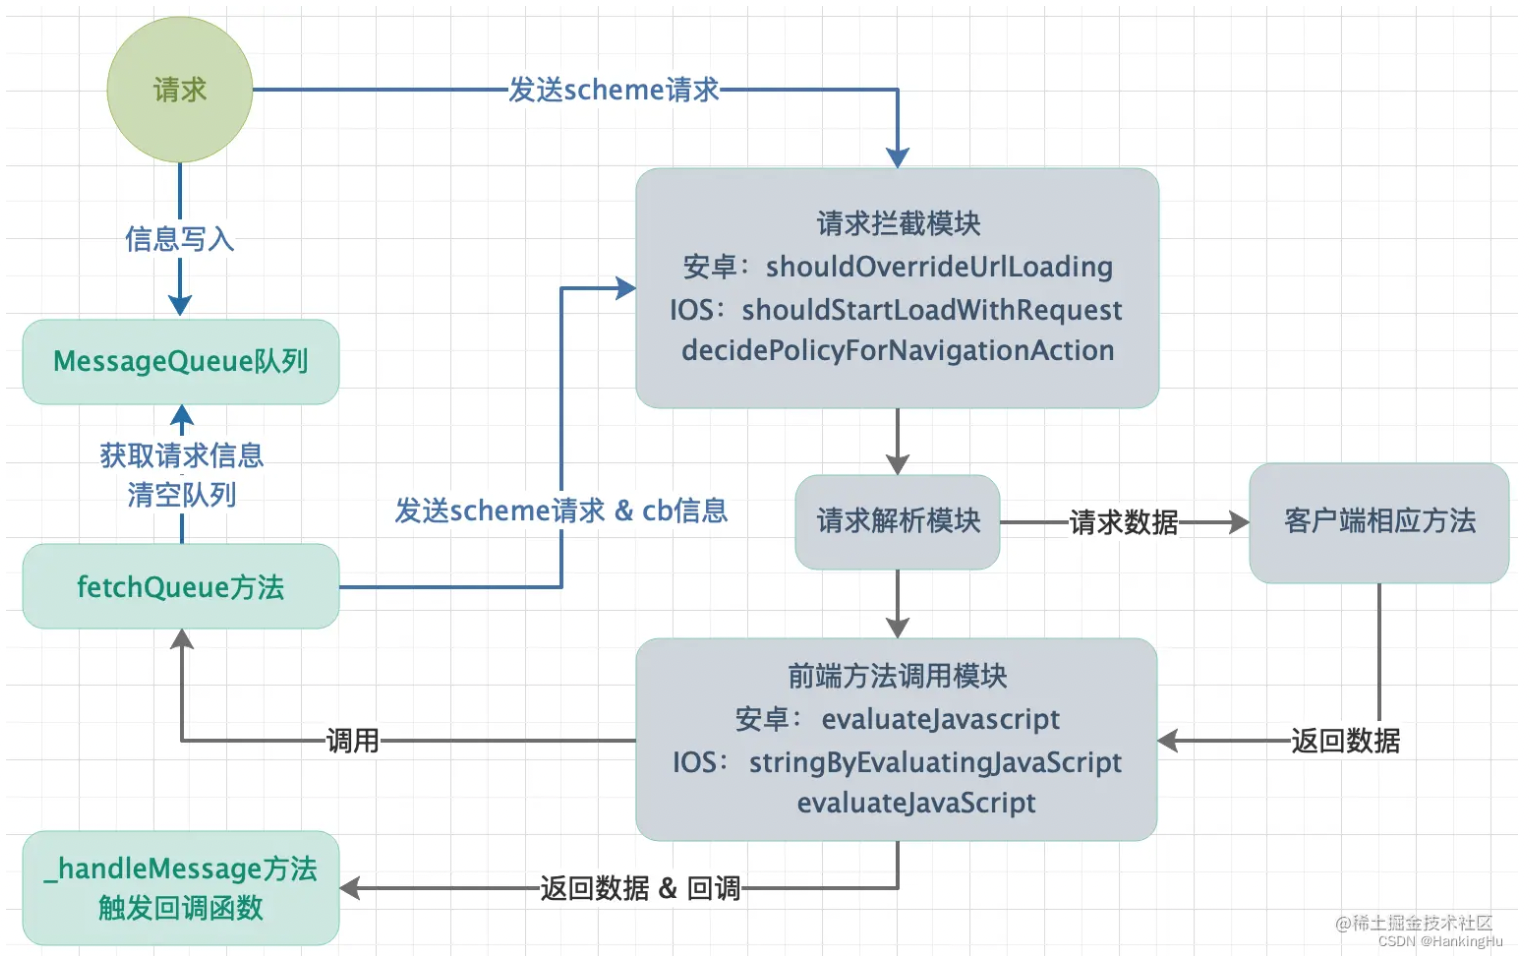 请求
发送scheme请求
信息写入
请求拦截模块
安卓：shouldOverrideUrlLoading
IOS：shouldStartLoadWithRequest
decidePolicyForNavigationAction
MessageQueue队列
获取请求信息
清空队列
发送scheme请求 & cb信息
请求解析模块
请求数据
客户端相应方法
fetchQueue方法
前端方法调用模块
安卓：evaluateJavascript
IOS：stringByEvaluatingJavaScript
evaluateJavaScript
调用
返回数据
_handleMessage方法
触发回调函数
返回数据 & 回调
@稀土掘金技术社区
CSDN @HankingHu